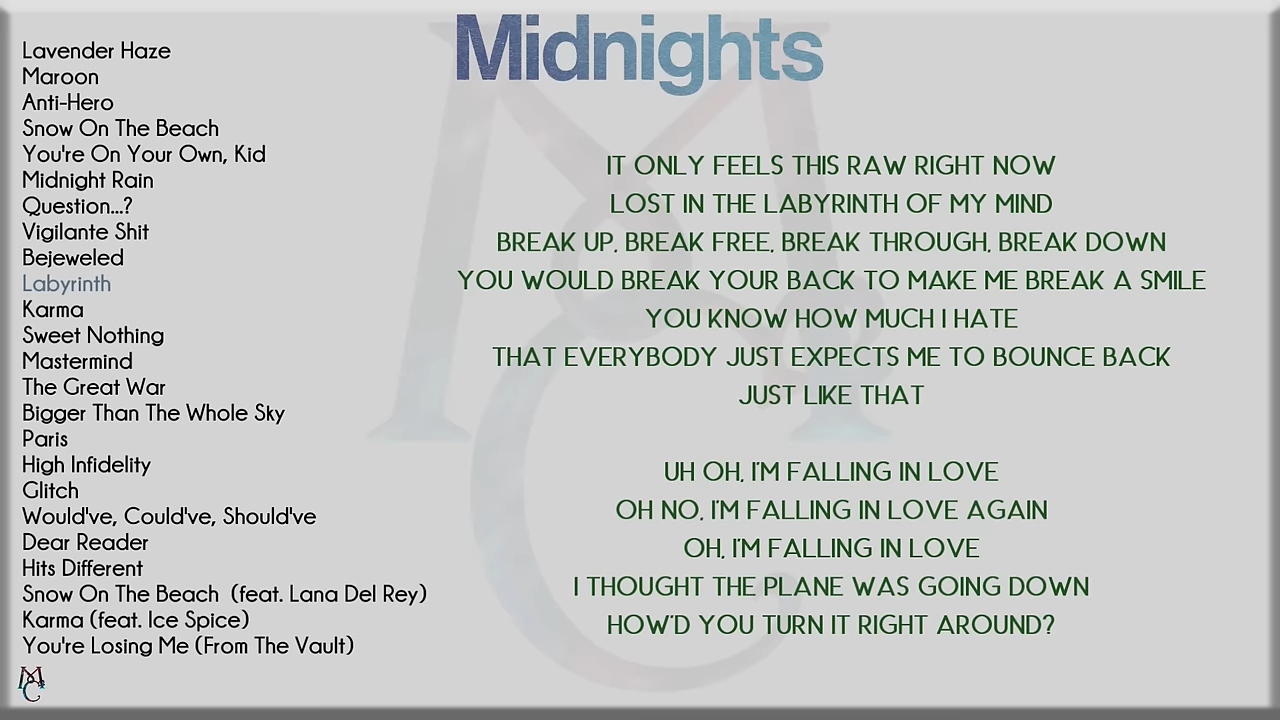 Midnights
Lavender Haze
Maroon
Anti-Hero
Snow On The Beach
You're On Your Own, Kid
Midnight Rain
Question...?
Vigilante Shit
Bejeweled
Labyrinth
Karma
Sweet Nothing
Mastermind
The Great War
Bigger Than The Whole Sky
Paris
High Infidelity
Glitch
Would've, Could've, Should've
Dear Reader
Hits Different
Snow On The Beach (feat. Lana Del Rey)
Karma (feat. Ice Spice)
You're Losing Me (From The Vault)
IT ONLY FEELS THIS RAW RIGHT NOW
LOST IN THE LABYRINTH OF MY MIND
BREAK UP, BREAK FREE, BREAK THROUGH, BREAK DOWN
YOU WOULD BREAK YOUR BACK TO MAKE ME BREAK A SMILE
YOU KNOW HOW MUCH I HATE
THAT EVERYBODY JUST EXPECTS ME TO BOUNCE BACK
JUST LIKE THAT
UH OH, I'M FALLING IN LOVE
OH NO, I'M FALLING IN LOVE AGAIN
OH, I'M FALLING IN LOVE
I THOUGHT THE PLANE WAS GOING DOWN
HOW'D YOU TURN IT RIGHT AROUND?